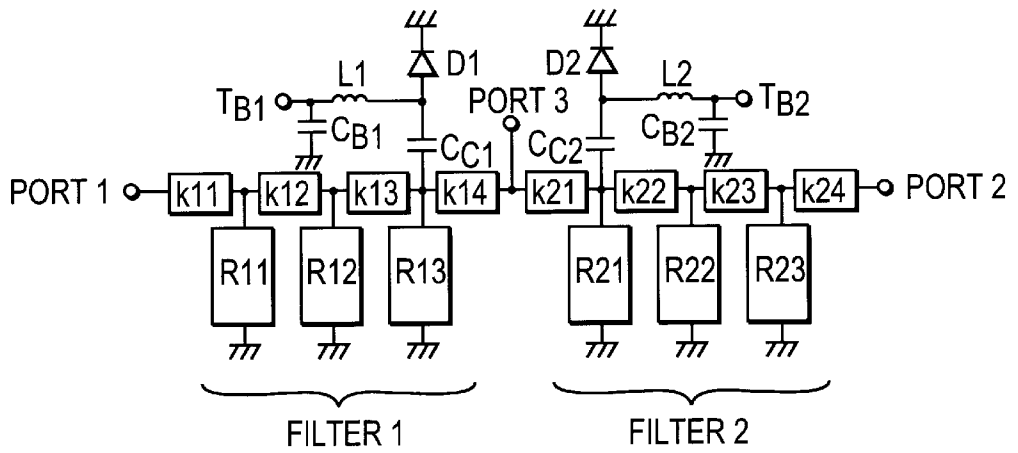 D1 D2
L1 L2
TB1 PORT 3 TB2
CB1 CC1 CC2 CB2
PORT 1 k11 k12 k13 k14 k21 k22 k23 k24 PORT 2
R11 R12 R13 R21 R22 R23
FILTER 1 FILTER 2